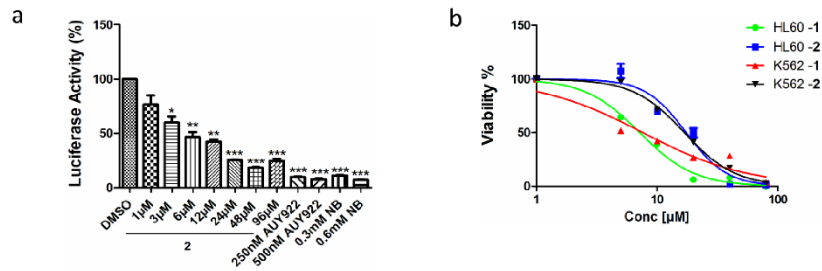 a
Luciferase Activity (%)
150
100
50
0
*
**
**
***
***
***
***
***
***
***
DMSO
1µM
3µM
6µM
12µM
24µM
48µM
96µM
250nM AUY922
500nM AUY922
0.3mM NB
0.6mM NB
2
b
Viability %
150
100
50
0
1
10
Conc [µM]
HL60 -1
HL60 -2
K562 -1
K562 -2